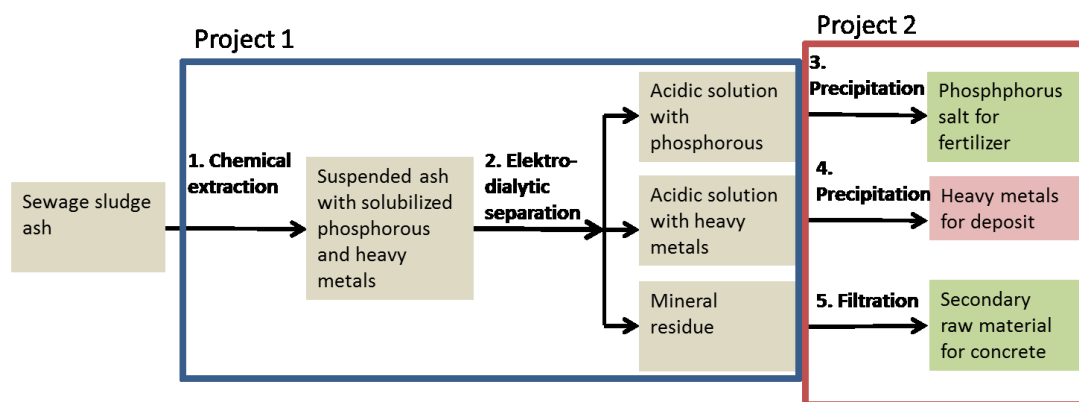 Project 1
Project 2
Sewage sludge
ash
1. Chemical
extraction
Suspended ash
with solubilized
phosphorous
and heavy
metals
2. Elektro-
dialytic
separation
Acidic solution
with
phosphorous
Acidic solution
with heavy
metals
Mineral
residue
3.
Precipitation
Phosphphorus
salt for
fertilizer
4.
Precipitation
Heavy metals
for deposit
5. Filtration
Secondary
raw material
for concrete